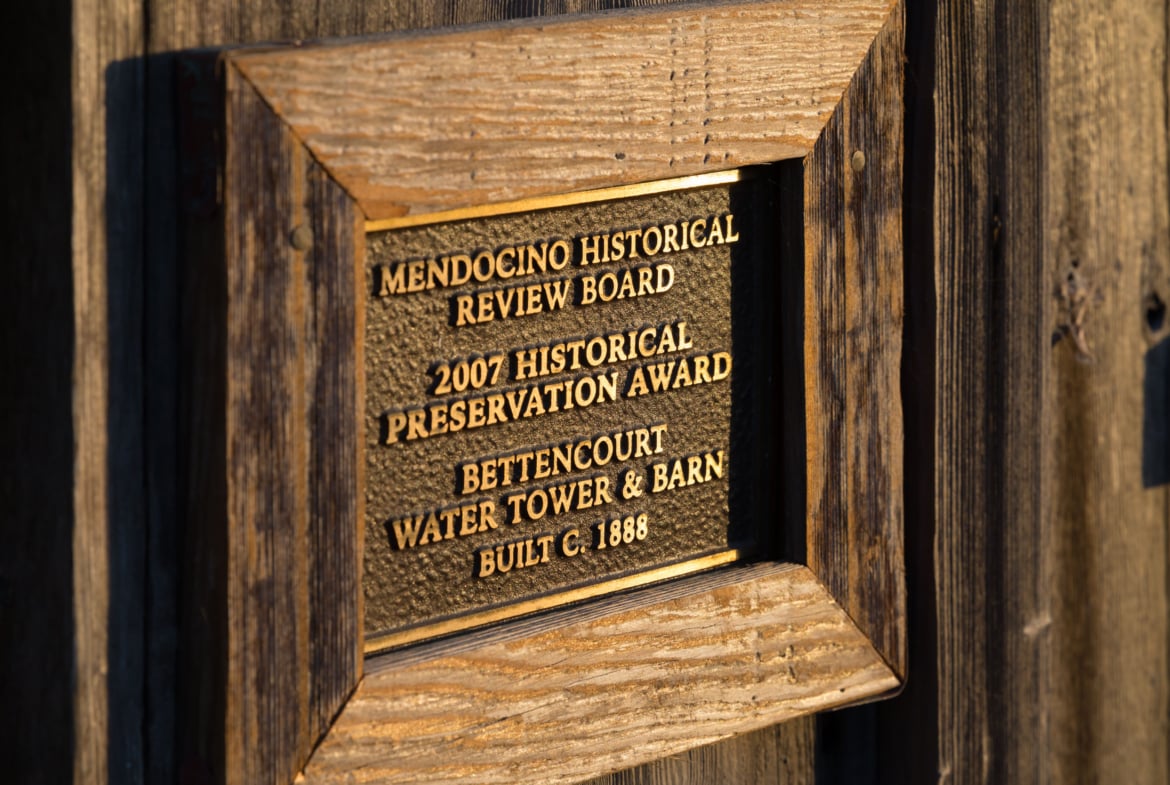 MENDOCINO HISTORICAL
REVIEW BOARD
2007 HISTORICAL
PRESERVATION AWARD
BETTENCOURT
WATER TOWER & BARN
BUILT C. 1888